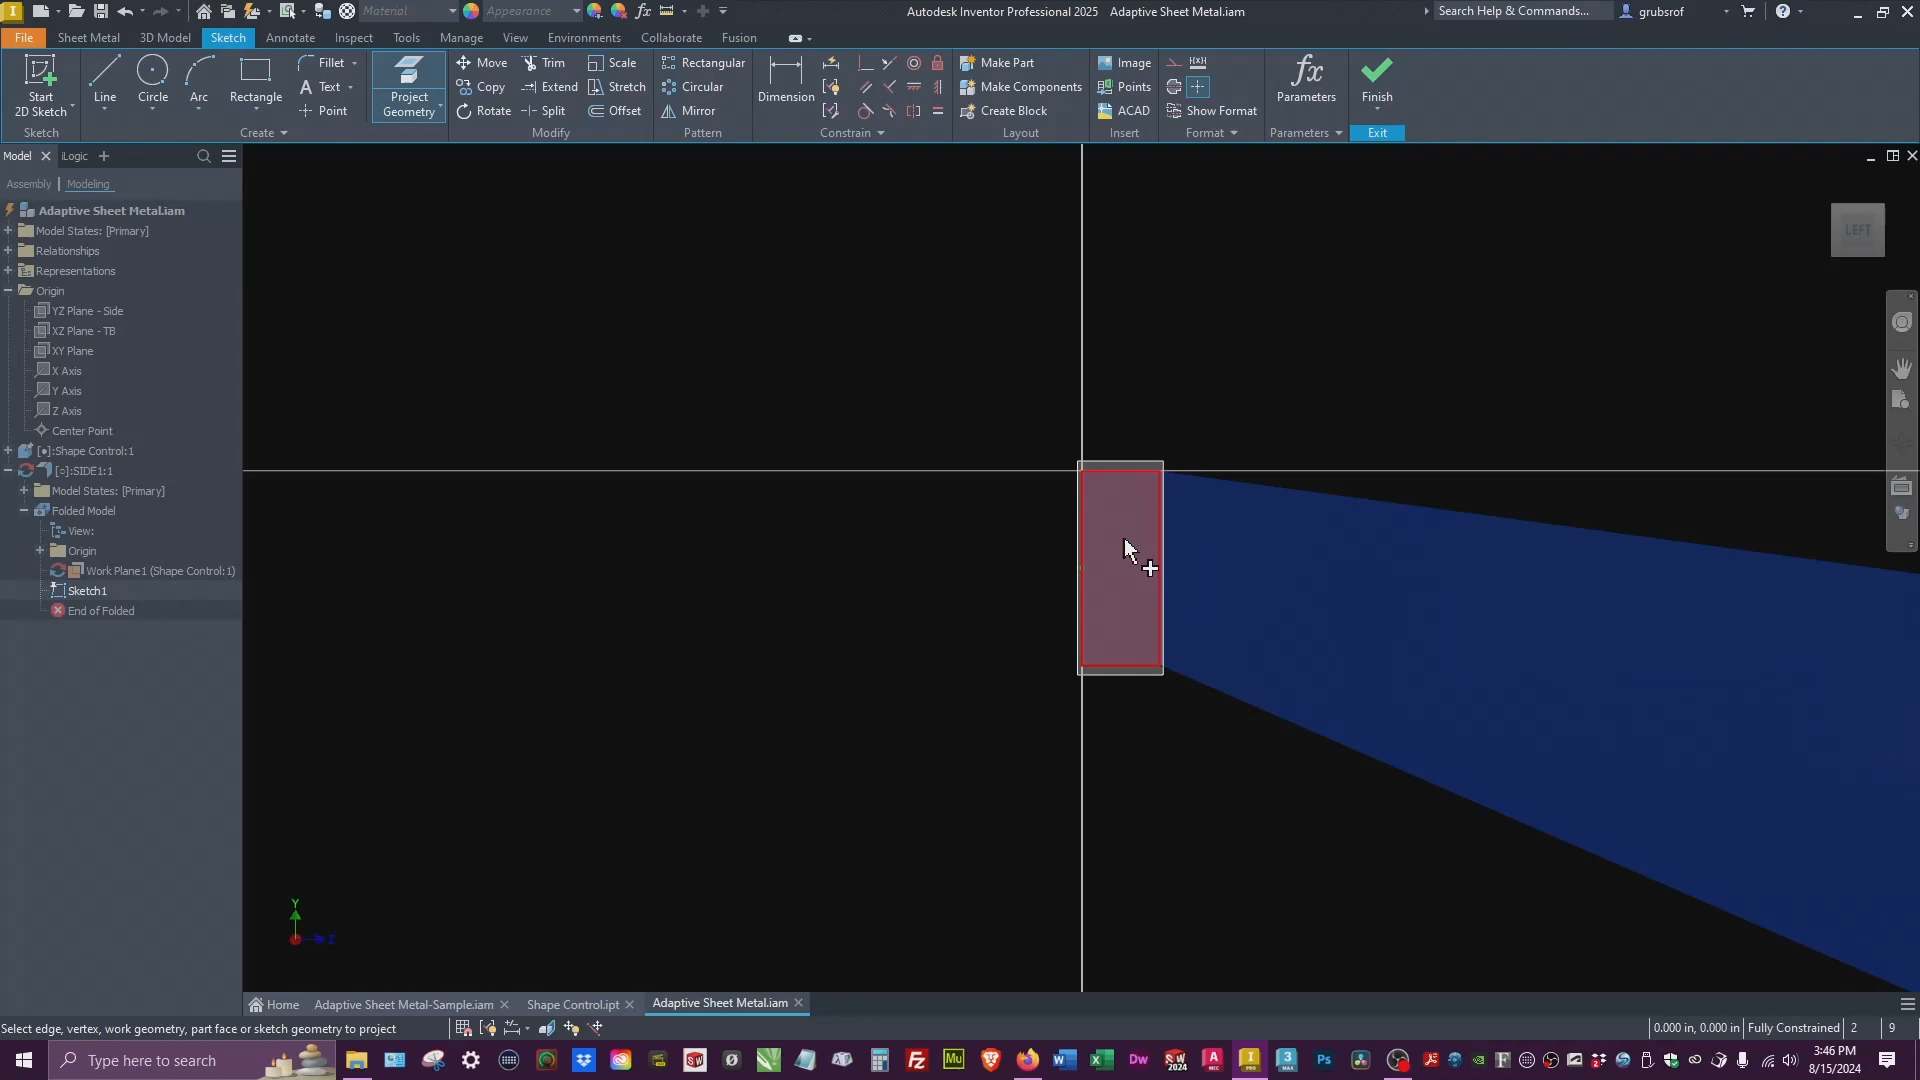 Material Appearance Autodesk Inventor Professional 2025 Adaptive Sheet Metal.iam Search Help & Commands... grubsrof
File Sheet Metal 3D Model Sketch Annotate Inspect Tools Manage View Environments Collaborate Fusion
Start
2D Sketch
Line
Circle
Arc
Rectangle
Fillet
Text
Point
Project
Geometry
Move
Copy
Rotate
Trim
Extend
Split
Scale
Stretch
Offset
Rectangular
Circular
Mirror
Dimension
Make Part
Make Components
Create Block
Image
Points
ACAD
Show Format
Parameters
Finish
Sketch Create Modify Pattern Constrain Layout Insert Format Parameters Exit
Model iLogic
Assembly Modeling
Adaptive Sheet Metal.iam
Model States: [Primary]
Relationships
Representations
Origin
YZ Plane - Side
XZ Plane - TB
XY Plane
X Axis
Y Axis
Z Axis
Center Point
[●]:Shape Control:1
[○]:SIDE1:1
Model States: [Primary]
Folded Model
View:
Origin
Work Plane1 (Shape Control:1)
Sketch1
End of Folded
LEFT
Y
Z
Home Adaptive Sheet Metal-Sample.iam Shape Control.ipt Adaptive Sheet Metal.iam
Select edge, vertex, work geometry, part face or sketch geometry to project 0.000 in, 0.000 in Fully Constrained 2 9
Type here to search
3:46 PM
8/15/2024